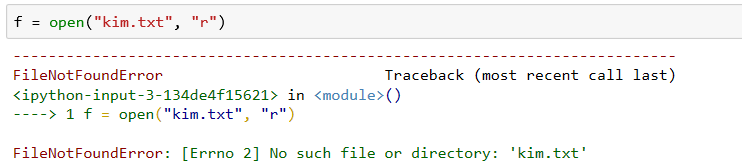 f = open("kim.txt", "r")
---------------------------------------------------------------------------
FileNotFoundError                         Traceback (most recent call last)
<ipython-input-3-134de4f15621> in <module>()
----> 1 f = open("kim.txt", "r")

FileNotFoundError: [Errno 2] No such file or directory: 'kim.txt'